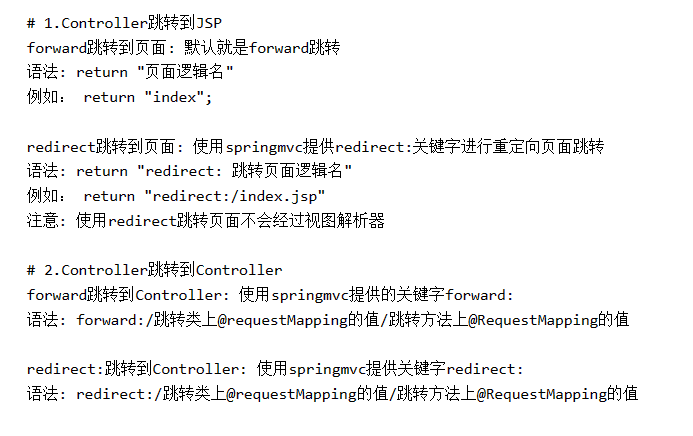 # 1.Controller跳转到JSP
forward跳转到页面: 默认就是forward跳转
语法: return "页面逻辑名"
例如: return "index";
redirect跳转到页面: 使用springmvc提供redirect:关键字进行重定向页面跳转
语法: return "redirect: 跳转页面逻辑名"
例如: return "redirect:/index.jsp"
注意: 使用redirect跳转页面不会经过视图解析器
# 2.Controller跳转到Controller
forward跳转到Controller: 使用springmvc提供的关键字forward:
语法: forward:/跳转类上@requestMapping的值/跳转方法上@RequestMapping的值
redirect:跳转到Controller: 使用springmvc提供关键字redirect:
语法: redirect:/跳转类上@requestMapping的值/跳转方法上@RequestMapping的值